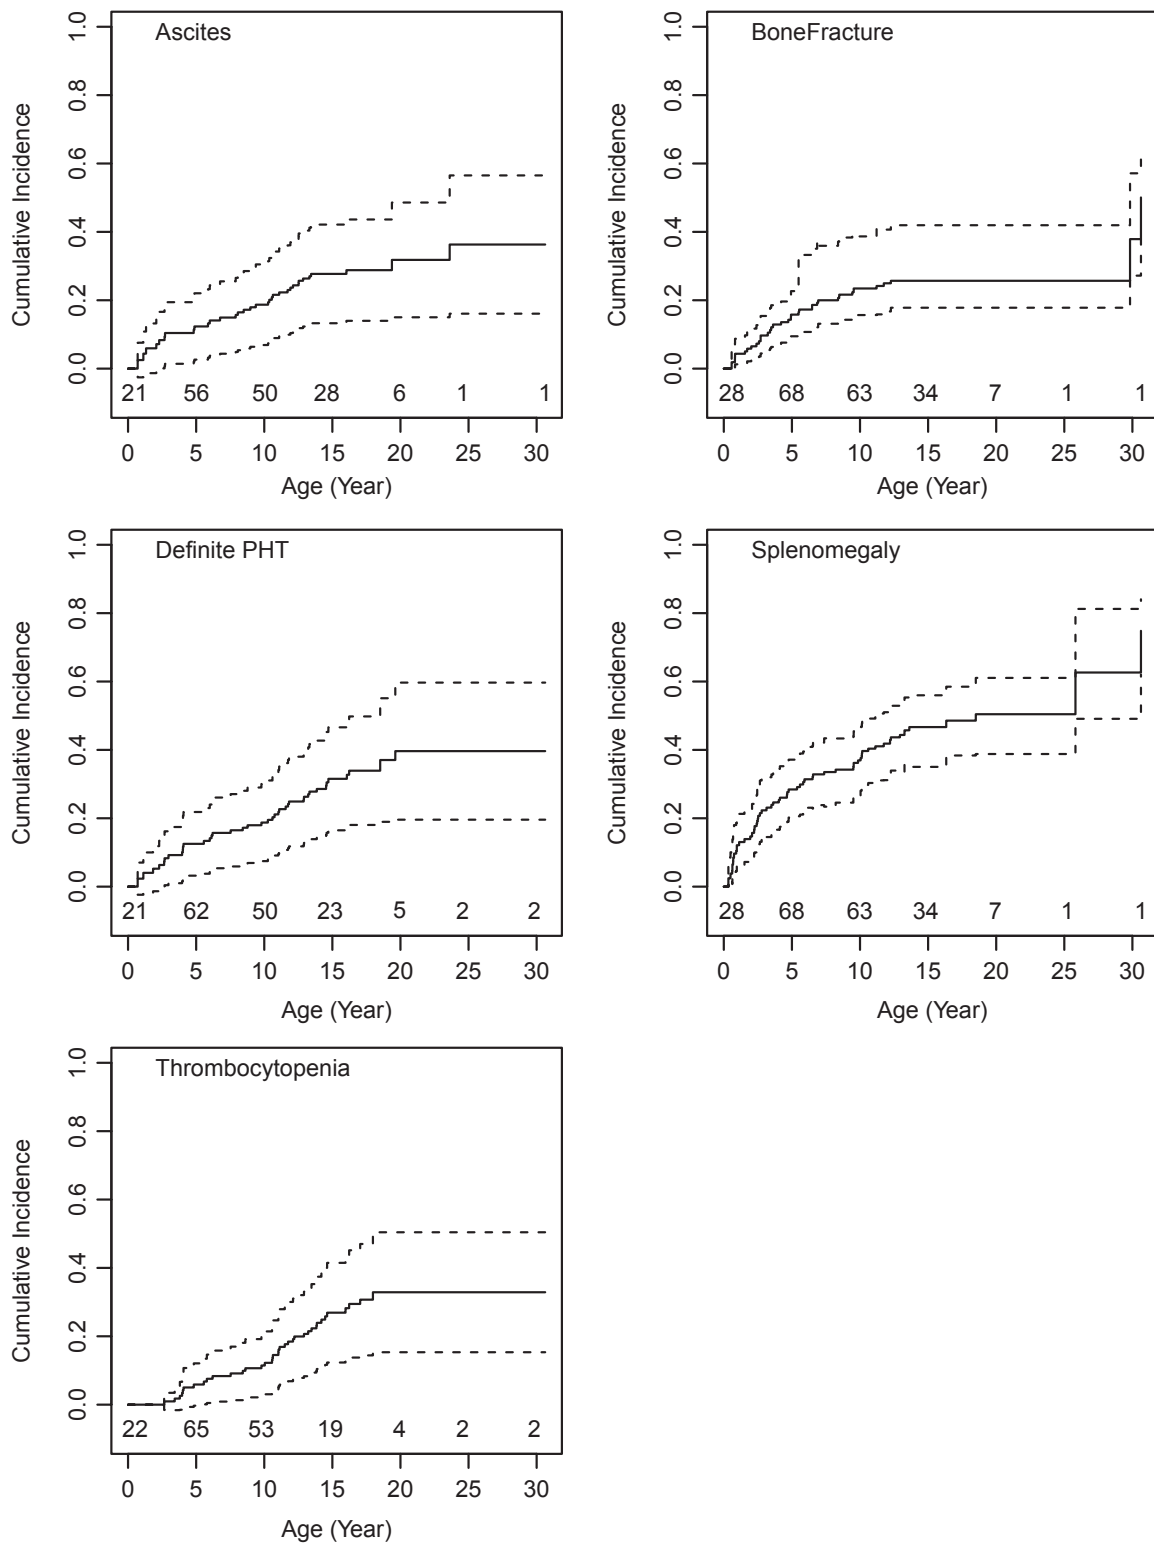 Ascites
Cumulative Incidence
1.0
0.8
0.6
0.4
0.2
0.0
21 56 50 28 6 1 1
0 5 10 15 20 25 30
Age (Year)
BoneFracture
Cumulative Incidence
1.0
0.8
0.6
0.4
0.2
0.0
28 68 63 34 7 1 1
0 5 10 15 20 25 30
Age (Year)
Definite PHT
Cumulative Incidence
1.0
0.8
0.6
0.4
0.2
0.0
21 62 50 23 5 2 2
0 5 10 15 20 25 30
Age (Year)
Splenomegaly
Cumulative Incidence
1.0
0.8
0.6
0.4
0.2
0.0
28 68 63 34 7 1 1
0 5 10 15 20 25 30
Age (Year)
Thrombocytopenia
Cumulative Incidence
1.0
0.8
0.6
0.4
0.2
0.0
22 65 53 19 4 2 2
0 5 10 15 20 25 30
Age (Year)